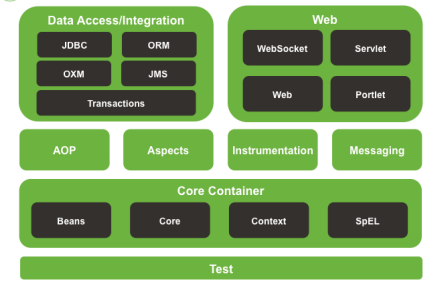 Data Access/Integration
JDBC
ORM
OXM
JMS
Transactions
Web
WebSocket
Servlet
Web
Portlet
AOP
Aspects
Instrumentation
Messaging
Core Container
Beans
Core
Context
SpEL
Test